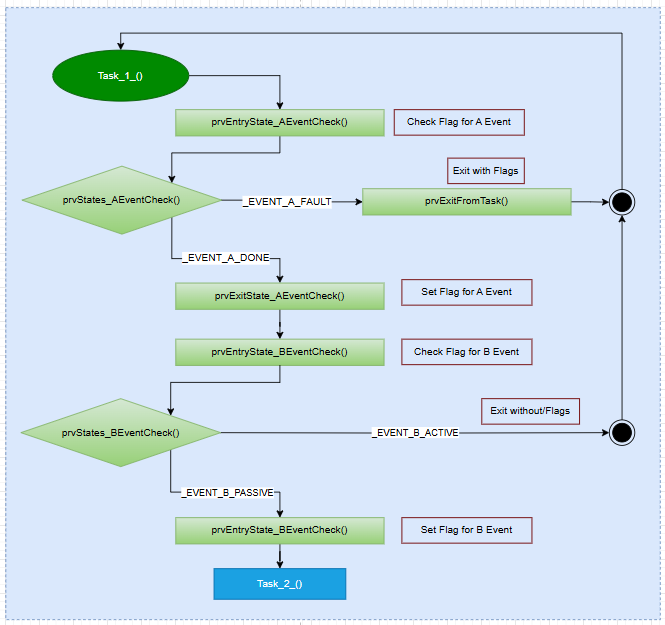 Task_1_()
prvEntryState_AEventCheck()
Check Flag for A Event
Exit with Flags
prvStates_AEventCheck()
_EVENT_A_FAULT
prvExitFromTask()
_EVENT_A_DONE
prvExitState_AEventCheck()
Set Flag for A Event
prvEntryState_BEventCheck()
Check Flag for B Event
Exit without/Flags
prvStates_BEventCheck()
_EVENT_B_ACTIVE
_EVENT_B_PASSIVE
prvEntryState_BEventCheck()
Set Flag for B Event
Task_2_()